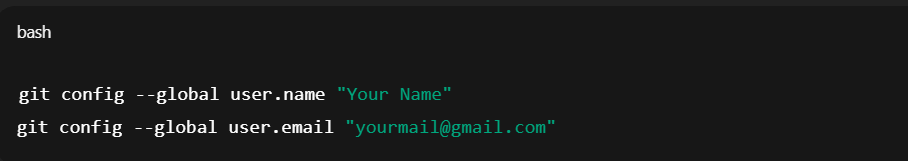 bash
git config --global user.name "Your Name"
git config --global user.email "yourmail@gmail.com"